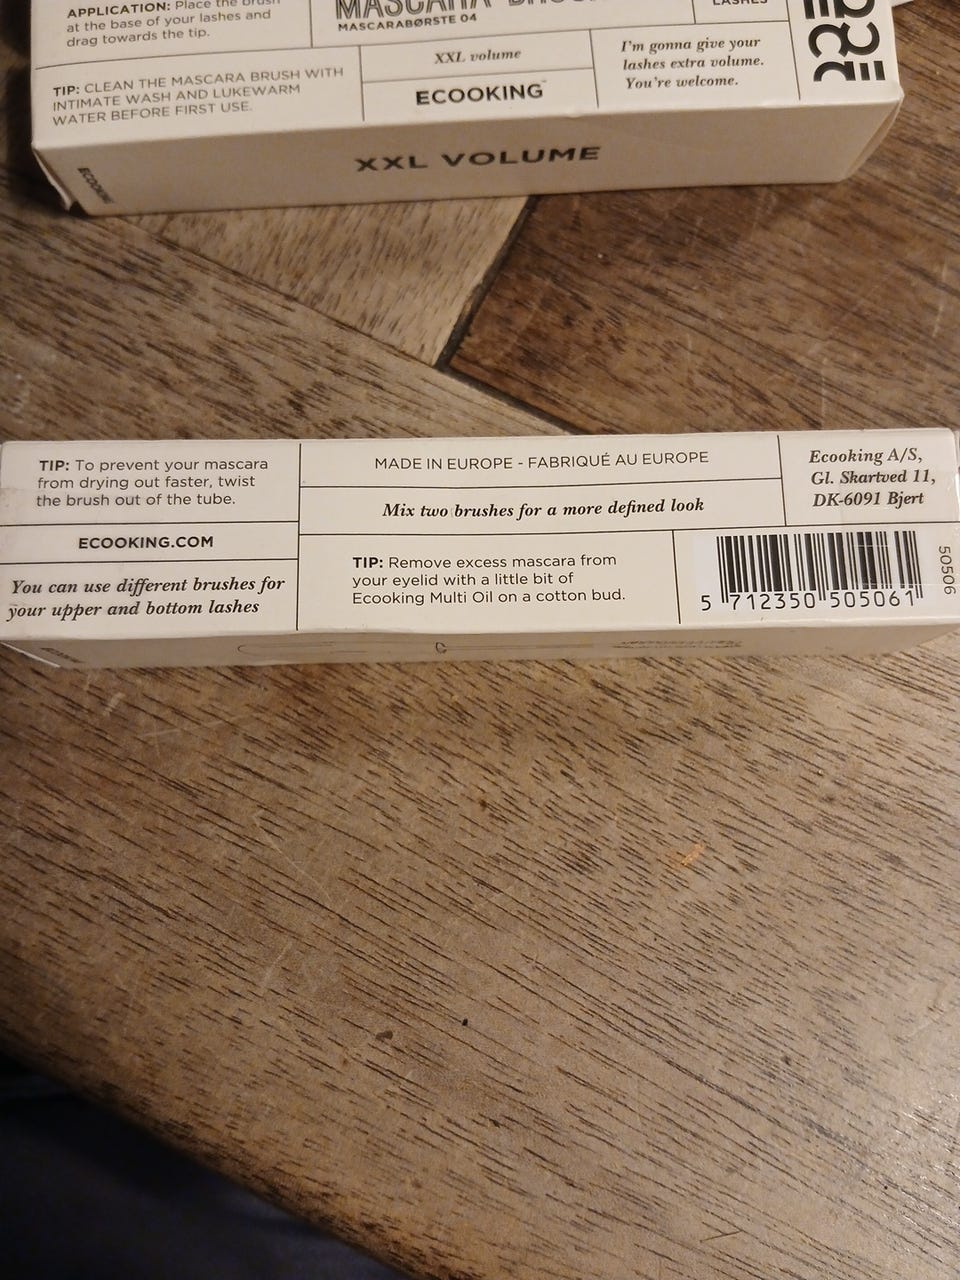 APPLICATION: Place the brush
at the base of your lashes and
drag towards the tip.
MASCARA
MASCARABØRSTE 04
LASHES
TIP: CLEAN THE MASCARA BRUSH WITH
INTIMATE WASH AND LUKEWARM
WATER BEFORE FIRST USE.
XXL volume
ECOOKING™
I'm gonna give your
lashes extra volume.
You're welcome.
XXL VOLUME
ECOOKING
TIP: To prevent your mascara
from drying out faster, twist
the brush out of the tube.
ECOOKING.COM
You can use different brushes for
your upper and bottom lashes
MADE IN EUROPE - FABRIQUÉ AU EUROPE
Mix two brushes for a more defined look
TIP: Remove excess mascara from
your eyelid with a little bit of
Ecooking Multi Oil on a cotton bud.
Ecooking A/S,
Gl. Skartved 11,
DK-6091 Bjert
5 712350 505061
50506